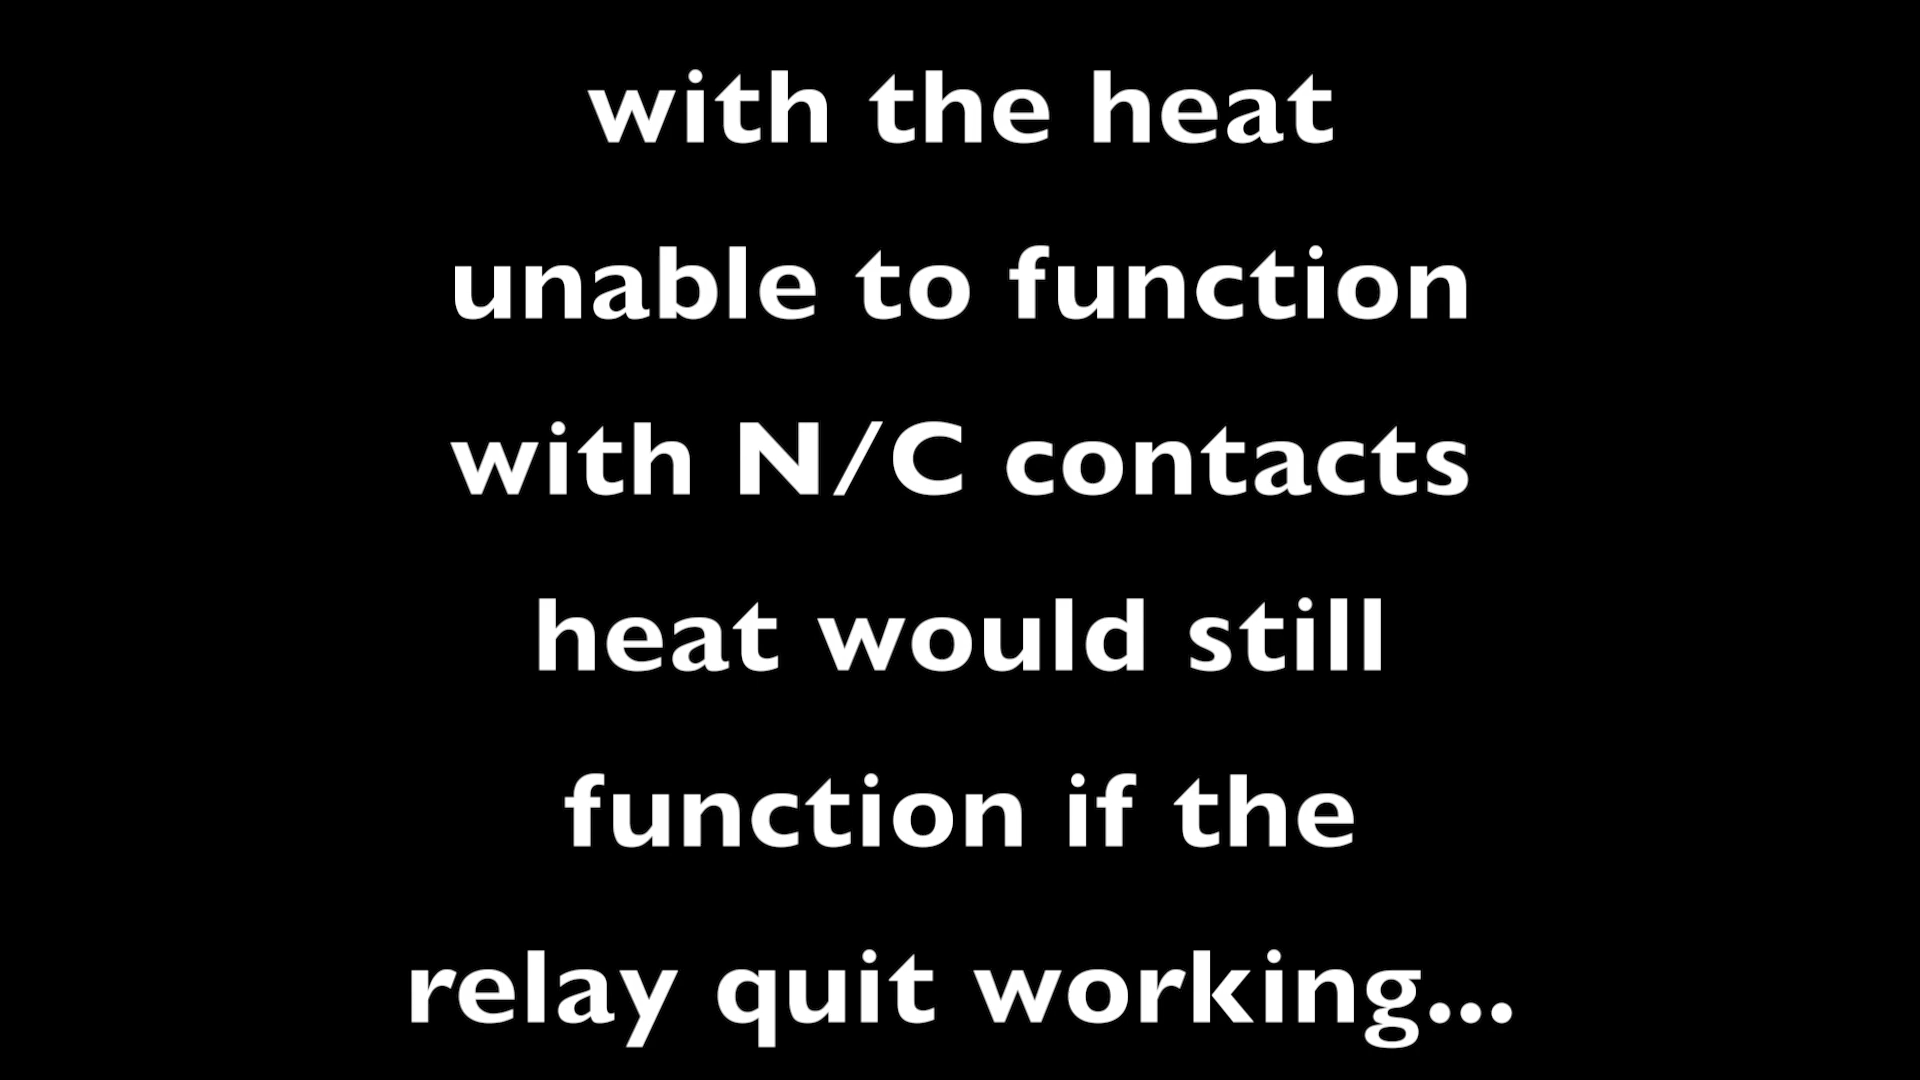 with the heat
unable to function
with N/C contacts
heat would still
function if the
relay quit working...